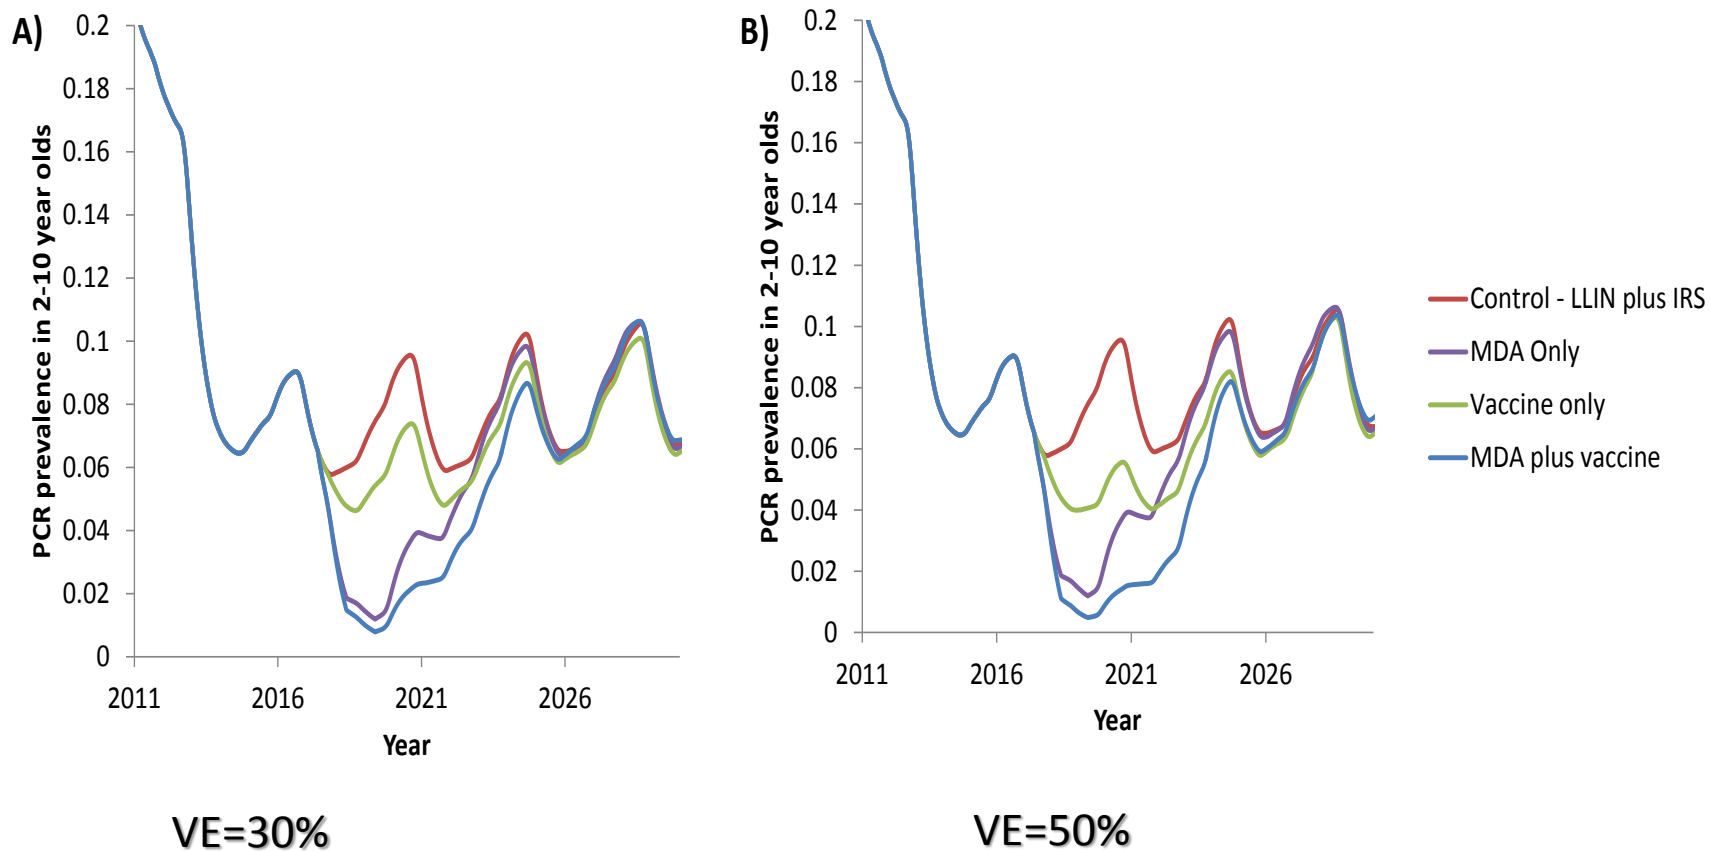 A)
PCR prevalence in 2-10 year olds
0.2
0.18
0.16
0.14
0.12
0.1
0.08
0.06
0.04
0.02
0
2011
2016
2021
2026
Year
VE=30%
B)
PCR prevalence in 2-10 year olds
0.2
0.18
0.16
0.14
0.12
0.1
0.08
0.06
0.04
0.02
0
2011
2016
2021
2026
Year
VE=50%
Control - LLIN plus IRS
MDA Only
Vaccine only
MDA plus vaccine